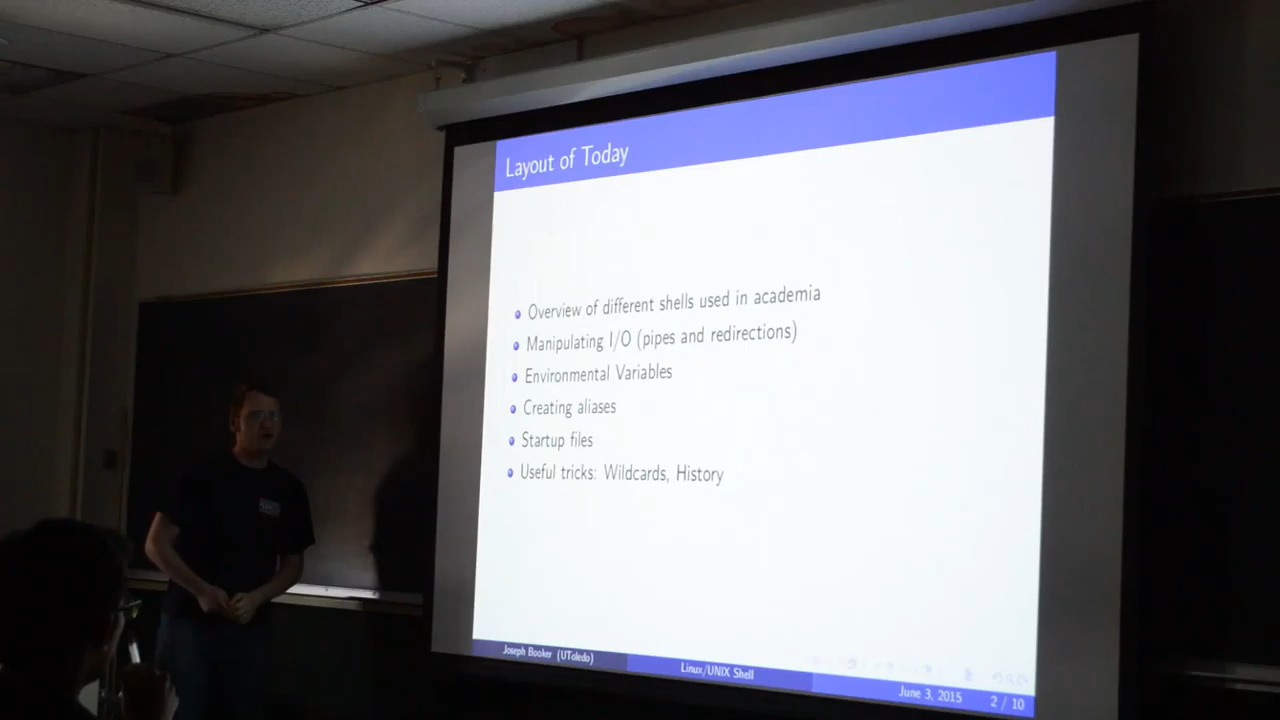 Layout of Today
Overview of different shells used in academia
Manipulating I/O (pipes and redirections)
Environmental Variables
Creating aliases
Startup files
Useful tricks: Wildcards, History
Joseph Booker (UToledo)
Linux/UNIX Shell
June 3, 2015
2 / 10